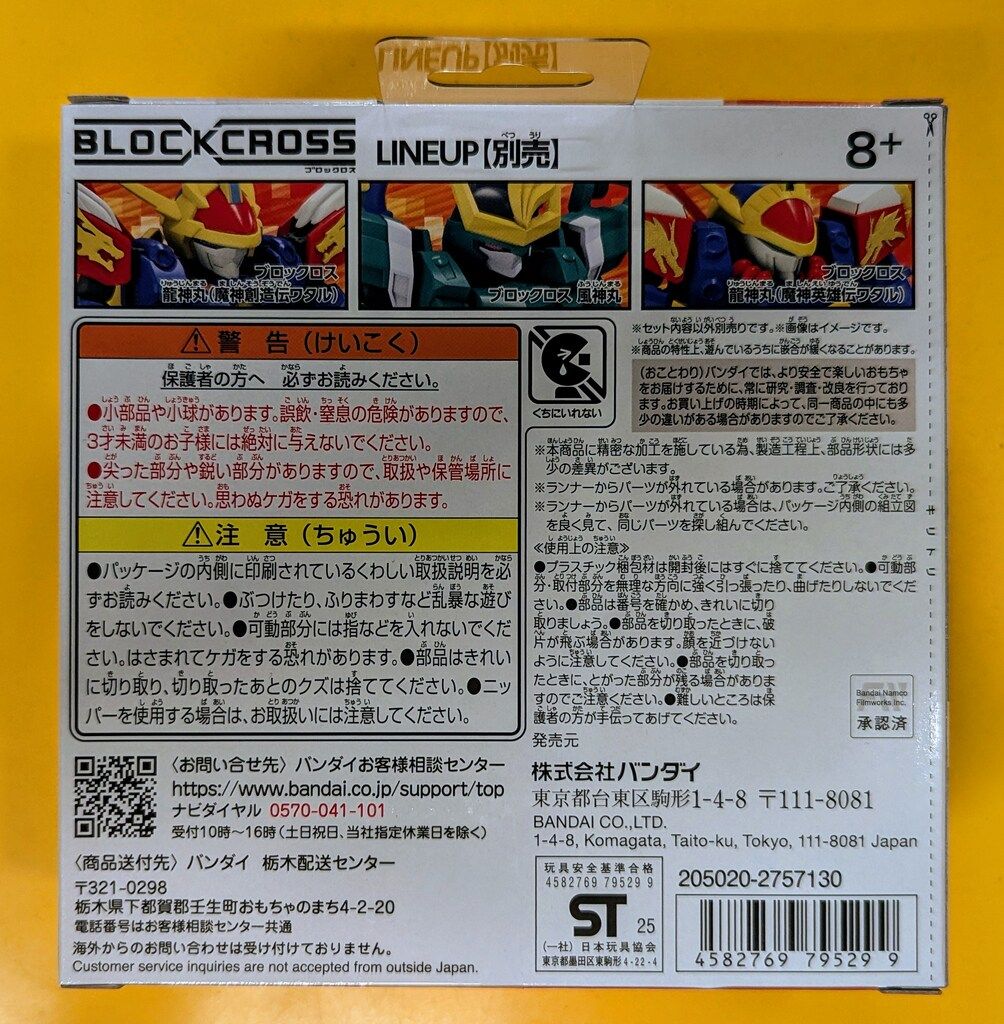 LINEUP【別売】
BLOCKCROSS
ブロックロス
LINEUP【別売】
べつ うり
8+
ブロックロス
龍神丸(魔神創造伝ワタル)
りゅうじんまる ましんそうぞうでん
ブロックロス 風神丸
ふうじんまる
ブロックロス
龍神丸(魔神英雄伝ワタル)
りゅうじんまる ましんえいゆうでん
⚠警 告(けいこく)
保護者の方へ 必ずお読みください。
●小部品や小球があります。誤飲・窒息の危険がありますので、
3才未満のお子様には絶対に与えないでください。
●尖った部分や鋭い部分がありますので、取扱や保管場所に
注意してください。思わぬケガをする恐れがあります。
⚠注 意(ちゅうい)
●パッケージの内側に印刷されているくわしい取扱説明を必
ずお読みください。●ぶつけたり、ふりまわすなど乱暴な遊び
をしないでください。●可動部分には指などを入れないでくだ
さい。はさまれてケガをする恐れがあります。●部品はきれい
に切り取り、切り取ったあとのクズは捨ててください。●ニッ
パーを使用する場合は、お取扱いには注意してください。
くちにいれない
※セット内容以外別売りです。※画像はイメージです。
※商品の特性上、遊んでいるうちに嵌合が緩くなることがあります。
(おことわり)バンダイでは、より安全で楽しいおもちゃ
をお届けするために、常に研究・調査・改良を行っており
ます。お買い上げの時期によって、同一商品の中にも多
少の違いがある場合がありますのでご了承ください。
※本商品に精密な加工を施している為、製造工程上、部品形状には多
少の差異がございます。
※ランナーからパーツが外れている場合があります。ご了承ください。
※ランナーからパーツが外れている場合は、パッケージ内側の組立図
を良く見て、同じパーツを探し組んでください。
≪使用上の注意≫
●プラスチック梱包材は開封後にはすぐに捨ててください。●可動部
分・取付部分を無理な方向に強く引っ張ったり、曲げたりしないでくだ
さい。●部品は番号を確かめ、きれいに切り
取りましょう。●部品を切り取ったときに、破
片が飛ぶ場合があります。顔を近づけない
ように注意してください。●部品を切り取っ
たときに、とがった部分が残る場合がありま
すのでご注意ください。●難しいところは保
護者の方が手伝ってあげてください。
キリトリ
Bandai Namco
Filmworks Inc.
承認済
〈お問い合せ先〉バンダイお客様相談センター
https://www.bandai.co.jp/support/top
ナビダイヤル 0570-041-101
受付10時〜16時(土日祝日、当社指定休業日を除く)
〈商品送付先〉バンダイ 栃木配送センター
〒321-0298
栃木県下都賀郡壬生町おもちゃのまち4-2-20
電話番号はお客様相談センター共通
海外からのお問い合わせは受け付けておりません。
Customer service inquiries are not accepted from outside Japan.
発売元
株式会社バンダイ
東京都台東区駒形1-4-8 〒111-8081
BANDAI CO.,LTD.
1-4-8, Komagata, Taito-ku, Tokyo, 111-8081 Japan
玩具安全基準合格
4582769 79529 9
ST 25
(一社)日本玩具協会
東京都墨田区東駒形4-22-4
205020-2757130
4582769 79529 9